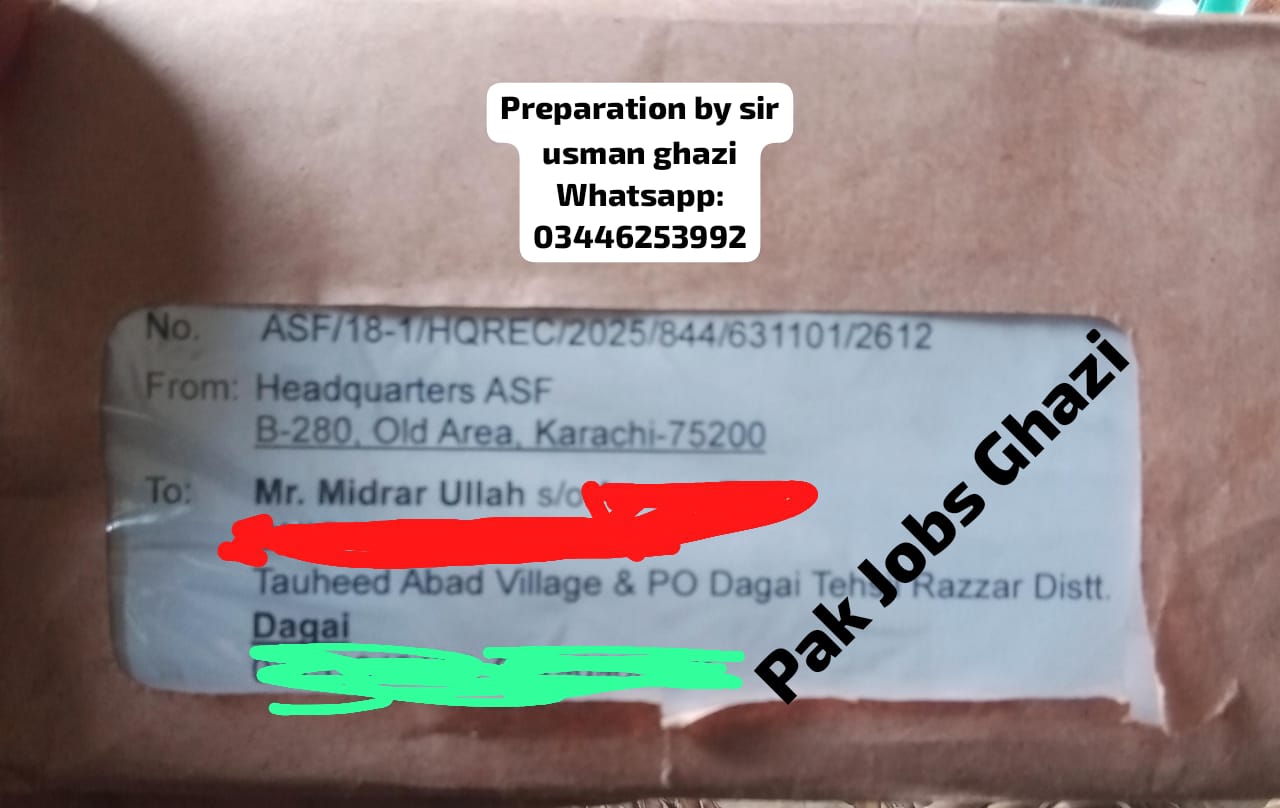 Preparation by sir
usman ghazi
Whatsapp:
03446253992
No. ASF/18-1/HQREC/2025/844/631101/2612
From: Headquarters ASF
B-280, Old Area, Karachi-75200
To: Mr. Midrar Ullah s/o
Tauheed Abad Village & PO Dagai Tehs Razzar Distt.
Dagai
Pak Jobs Ghazi